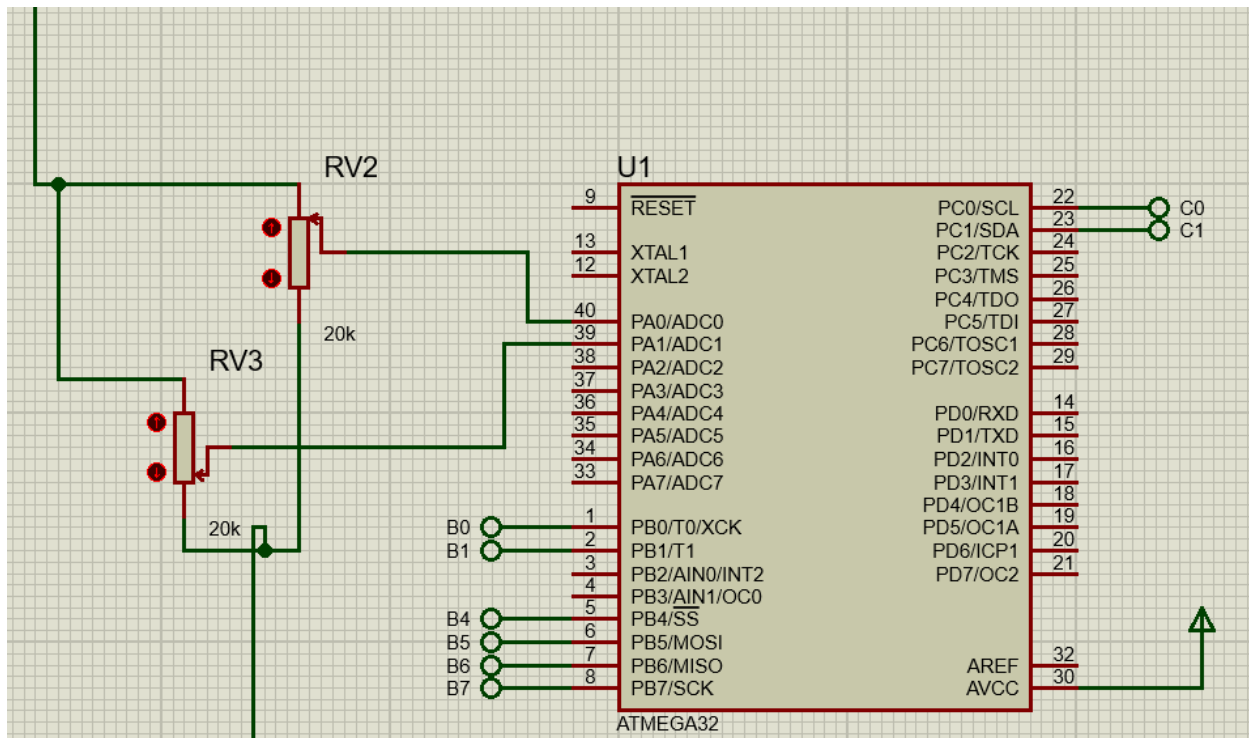 RV2
20k
RV3
20k
U1
9 RESET
13 XTAL1
12 XTAL2
40 PA0/ADC0
39 PA1/ADC1
38 PA2/ADC2
37 PA3/ADC3
36 PA4/ADC4
35 PA5/ADC5
34 PA6/ADC6
33 PA7/ADC7
B0 1 PB0/T0/XCK
B1 2 PB1/T1
3 PB2/AIN0/INT2
4 PB3/AIN1/OC0
B4 5 PB4/SS
B5 6 PB5/MOSI
B6 7 PB6/MISO
B7 8 PB7/SCK
PC0/SCL 22 C0
PC1/SDA 23 C1
PC2/TCK 24
PC3/TMS 25
PC4/TDO 26
PC5/TDI 27
PC6/TOSC1 28
PC7/TOSC2 29
PD0/RXD 14
PD1/TXD 15
PD2/INT0 16
PD3/INT1 17
PD4/OC1B 18
PD5/OC1A 19
PD6/ICP1 20
PD7/OC2 21
AREF 32
AVCC 30
ATMEGA32